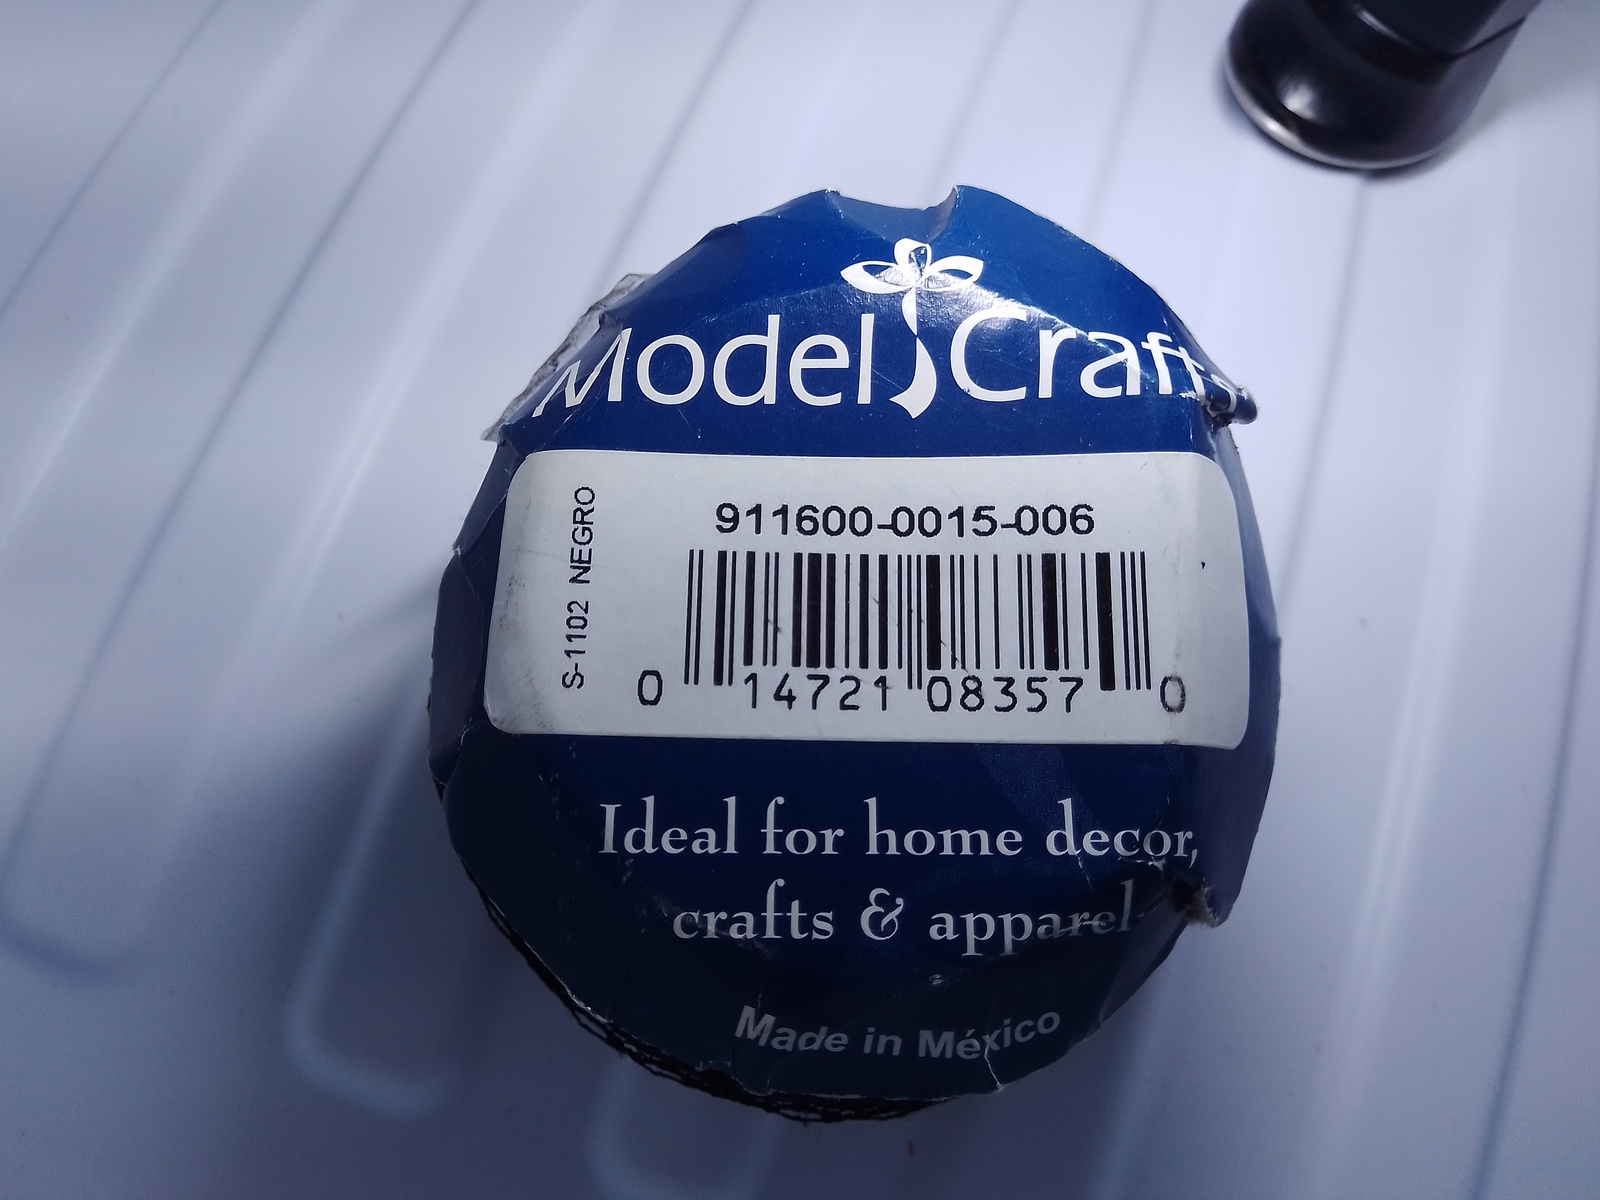 Model Crafts
911600-0015-006
S-1102 NEGRO
0 14721 08357 0
Ideal for home decor,
crafts & apparel
Made in México